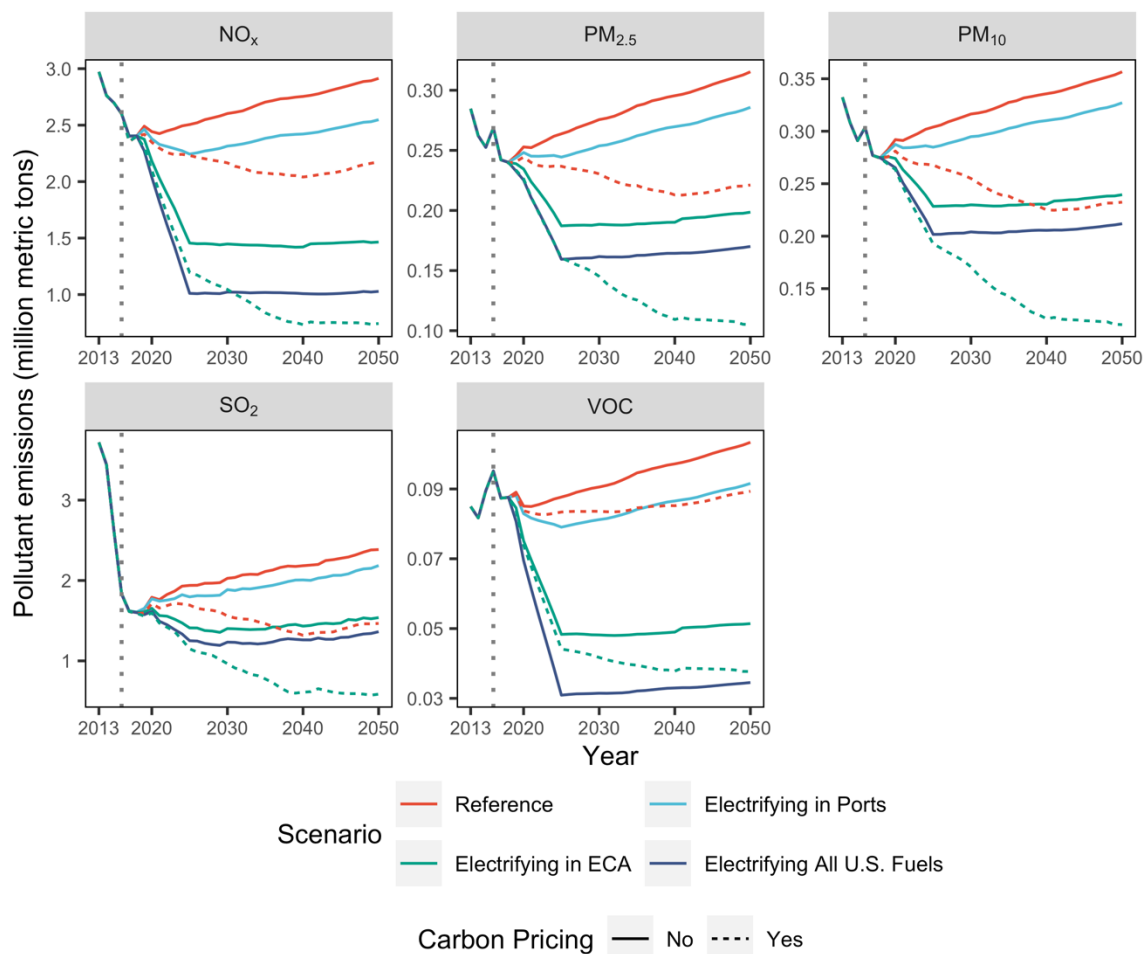 NOx PM2.5 PM10
Pollutant emissions (million metric tons)
3.0
2.5
2.0
1.5
1.0
2013 2020 2030 2040 2050
0.30
0.25
0.20
0.15
0.10
2013 2020 2030 2040 2050
0.35
0.30
0.25
0.20
0.15
2013 2020 2030 2040 2050
SO2 VOC
3
2
1
2013 2020 2030 2040 2050
0.09
0.07
0.05
0.03
2013 2020 2030 2040 2050
Year
Scenario
Reference Electrifying in Ports
Electrifying in ECA Electrifying All U.S. Fuels
Carbon Pricing No Yes